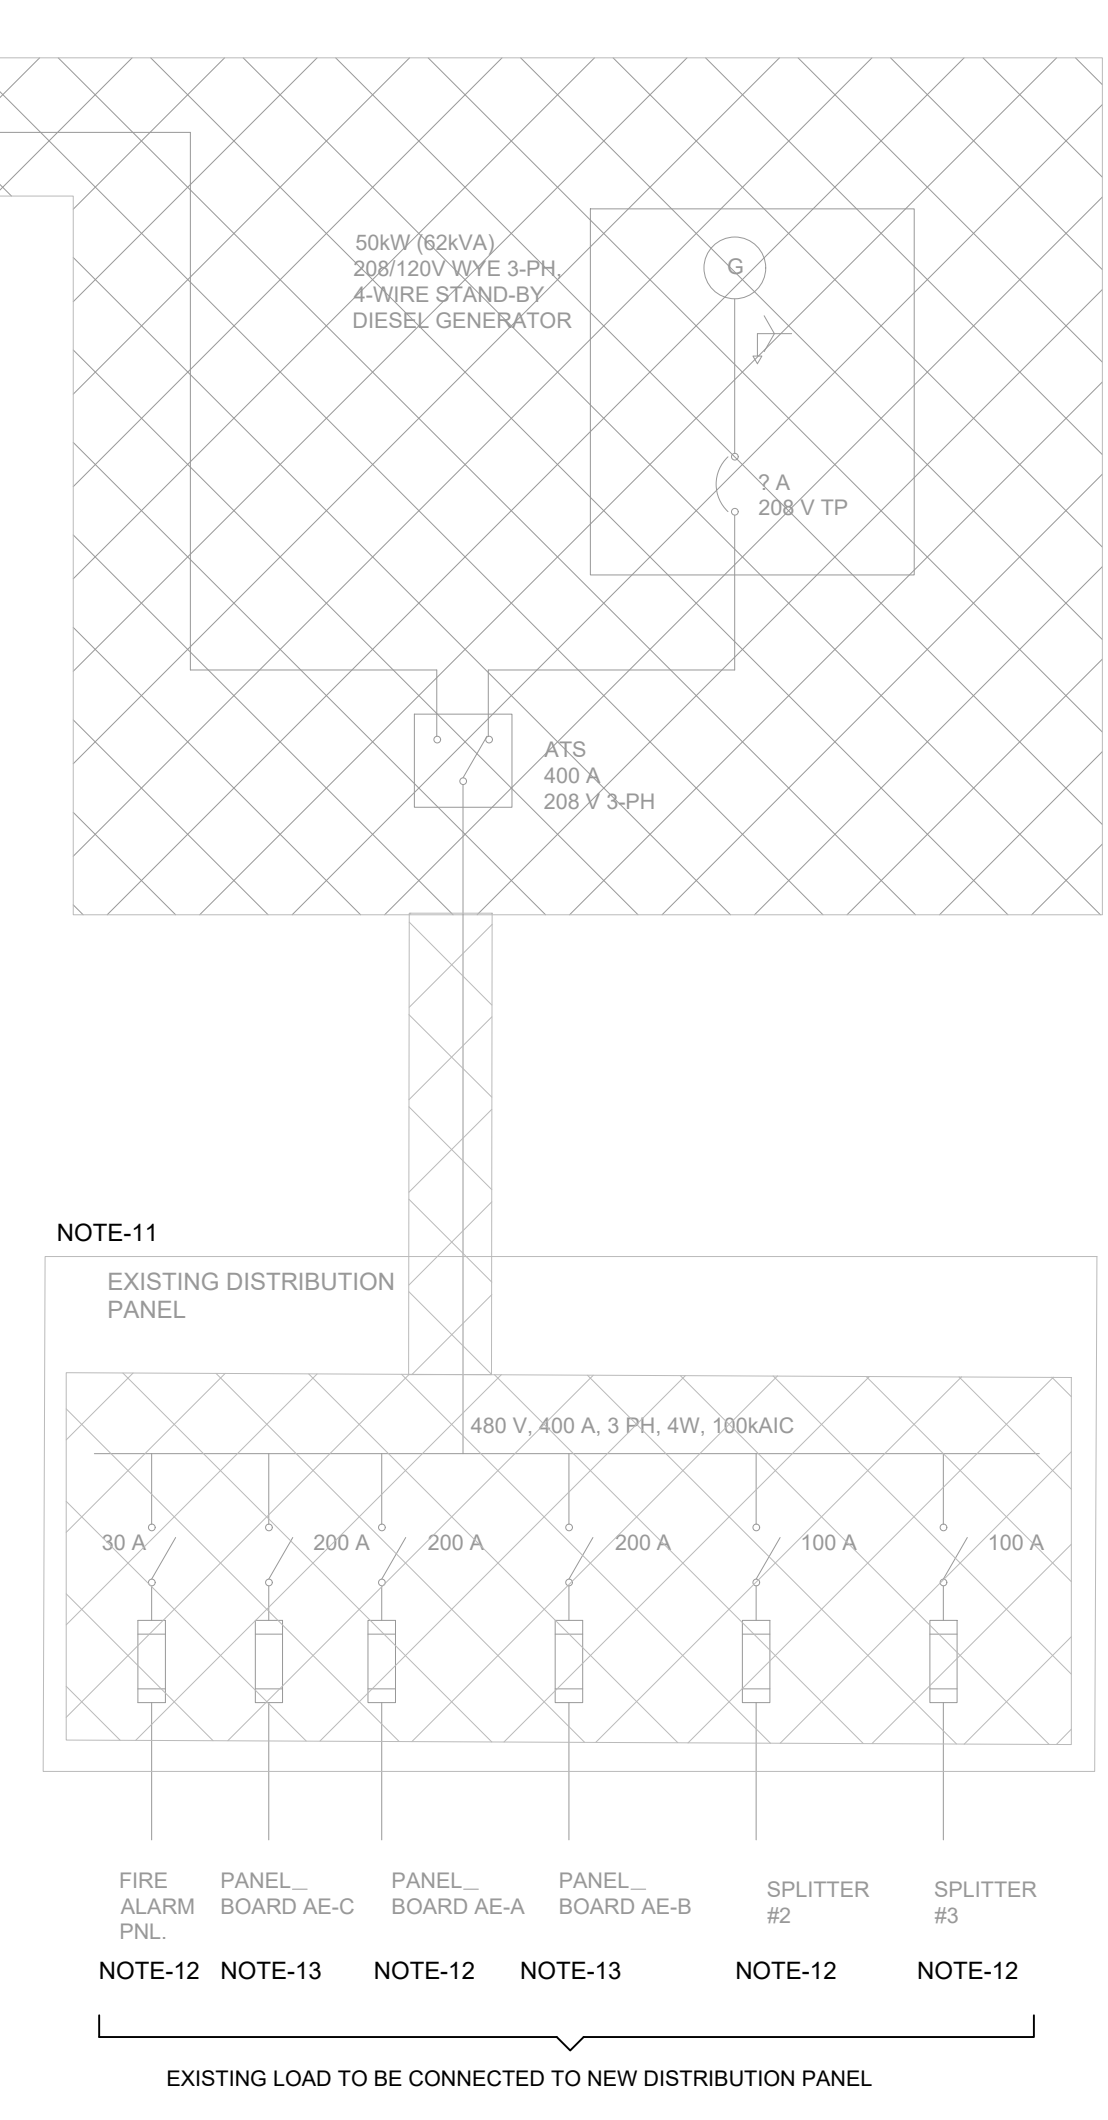 50kW (62kVA)
208/120V WYE 3-PH,
4-WIRE STAND-BY
DIESEL GENERATOR
G
? A
208 V TP
ATS
400 A
208 V 3-PH
NOTE-11
EXISTING DISTRIBUTION
PANEL
480 V, 400 A, 3 PH, 4W, 100kAIC
30 A
200 A
200 A
200 A
100 A
100 A
FIRE
ALARM
PNL.
PANEL_
BOARD AE-C
PANEL_
BOARD AE-A
PANEL_
BOARD AE-B
SPLITTER
#2
SPLITTER
#3
NOTE-12
NOTE-13
NOTE-12
NOTE-13
NOTE-12
NOTE-12
EXISTING LOAD TO BE CONNECTED TO NEW DISTRIBUTION PANEL